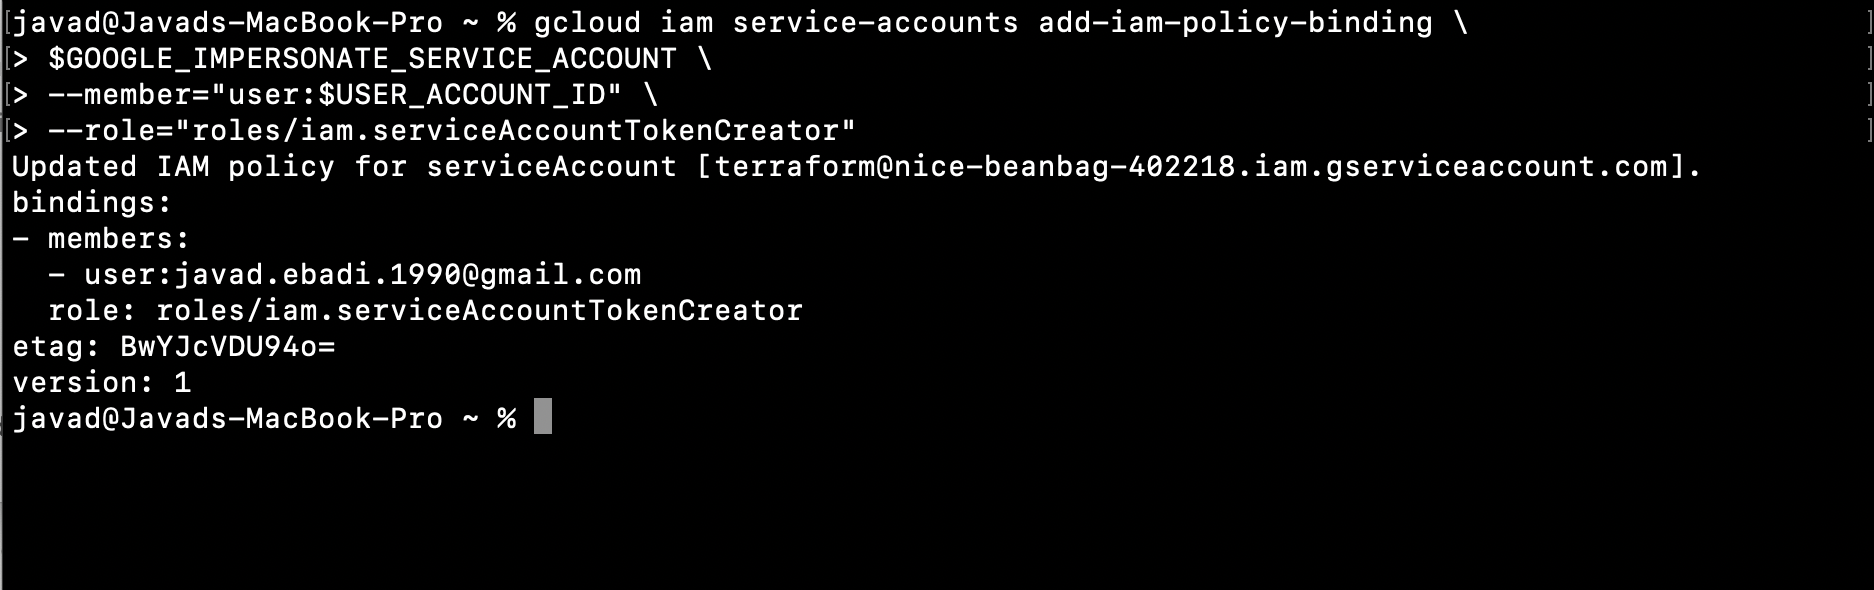 [javad@Javads-MacBook-Pro ~ % gcloud iam service-accounts add-iam-policy-binding \ ]
[> $GOOGLE_IMPERSONATE_SERVICE_ACCOUNT \ ]
[> --member="user:$USER_ACCOUNT_ID" \ ]
[> --role="roles/iam.serviceAccountTokenCreator" ]
Updated IAM policy for serviceAccount [terraform@nice-beanbag-402218.iam.gserviceaccount.com].
bindings:
- members:
  - user:javad.ebadi.1990@gmail.com
  role: roles/iam.serviceAccountTokenCreator
etag: BwYJcVDU94o=
version: 1
javad@Javads-MacBook-Pro ~ %